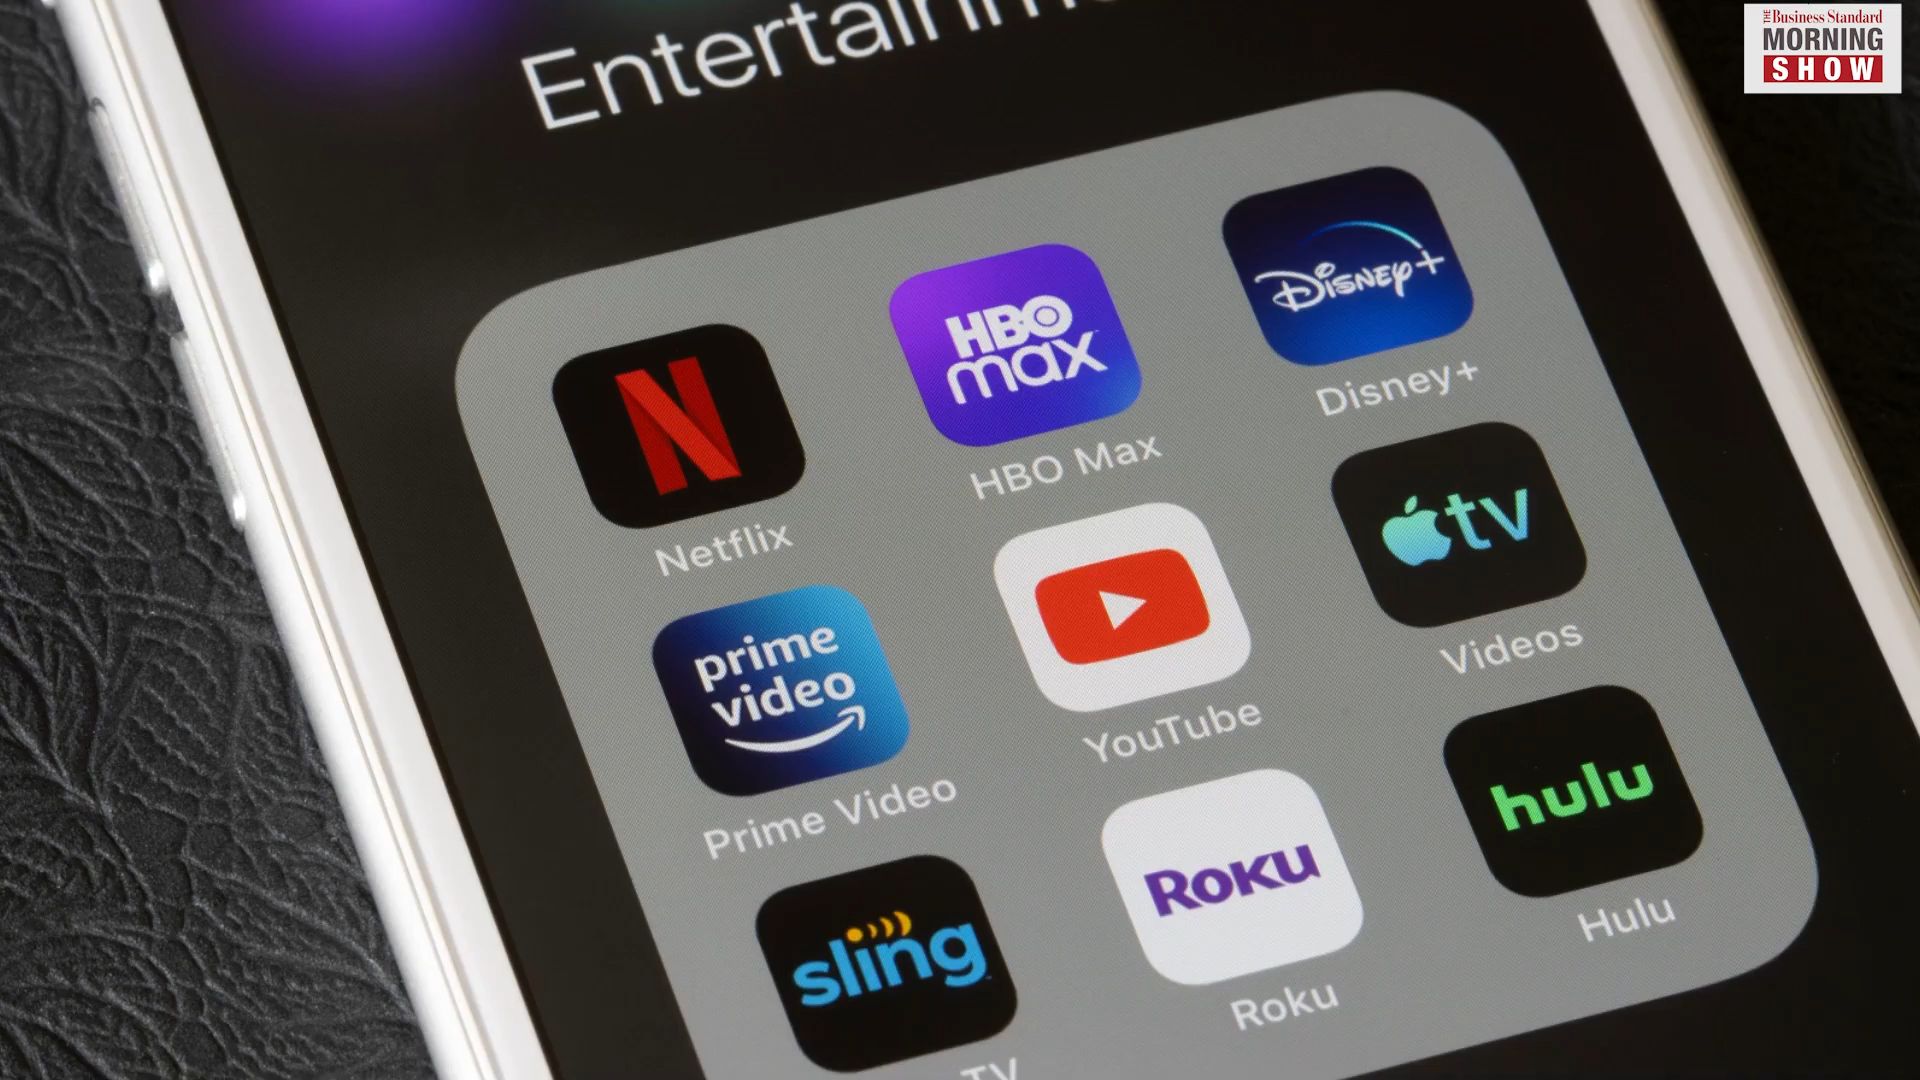 THE Business Standard
MORNING
SHOW
N
Netflix
HBO
max
HBO Max
Disney+
Disney+
prime
video
Prime Video
YouTube
tv
Videos
sling
TV
Roku
Roku
hulu
Hulu